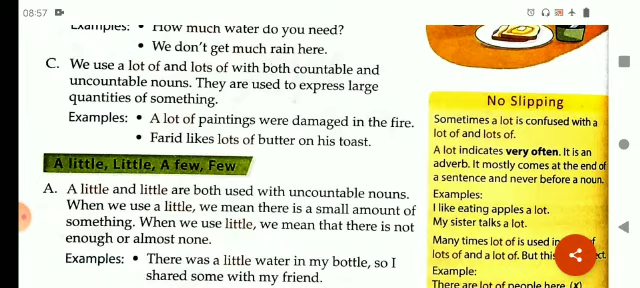 08:57
Examples: • How much water do you need?
• We don't get much rain here.
C. We use a lot of and lots of with both countable and
uncountable nouns. They are used to express large
quantities of something.
Examples: • A lot of paintings were damaged in the fire.
• Farid likes lots of butter on his toast.
A little, Little, A few, Few
A. A little and little are both used with uncountable nouns.
When we use a little, we mean there is a small amount of
something. When we use little, we mean that there is not
enough or almost none.
Examples: • There was a little water in my bottle, so I
shared some with my friend.
No Slipping
Sometimes a lot is confused with a
lot of and lots of.
A lot indicates very often. It is an
adverb. It mostly comes at the end of
a sentence and never before a noun.
Examples:
I like eating apples a lot.
My sister talks a lot.
Many times lot of is used in
lots of and a lot of. But this
Example:
There are lot of people here. (x)